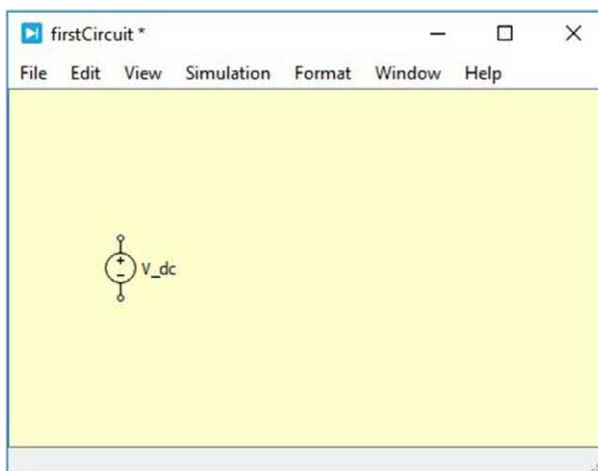 firstCircuit *
File Edit View Simulation Format Window Help
V_dc